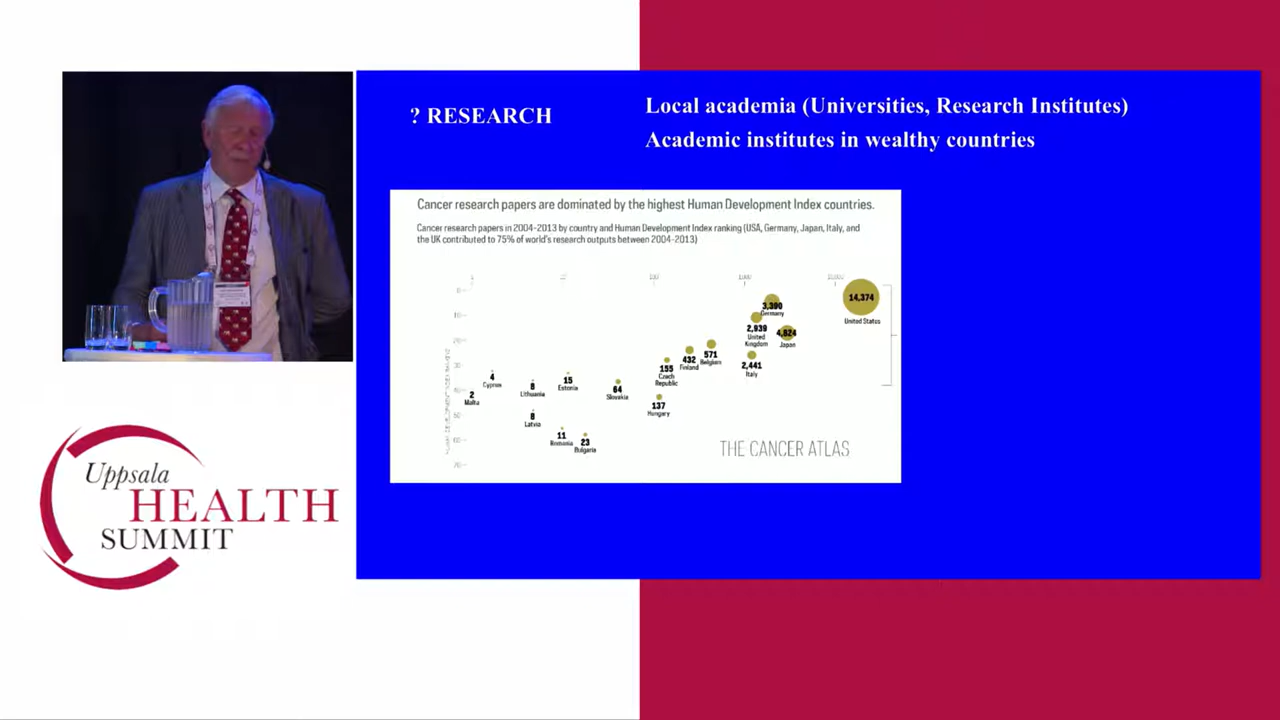 ? RESEARCH
Local academia (Universities, Research Institutes)
Academic institutes in wealthy countries
Cancer research papers are dominated by the highest Human Development Index countries.
Cancer research papers in 2004-2013 by country and Human Development Index ranking (USA, Germany, Japan, Italy, and
the UK contributed to 75% of world's research outputs between 2004-2013)
14,374
United States
3,390
Germany
2,939
United
Kingdom
4,824
Japan
2,441
Italy
571
Belgium
432
Finland
155
Czech
Republic
137
Hungary
64
Slovakia
15
Estonia
8
Lithuania
4
Cyprus
2
Malta
8
Latvia
11
Romania
23
Bulgaria
THE CANCER ATLAS
Uppsala
HEALTH
SUMMIT